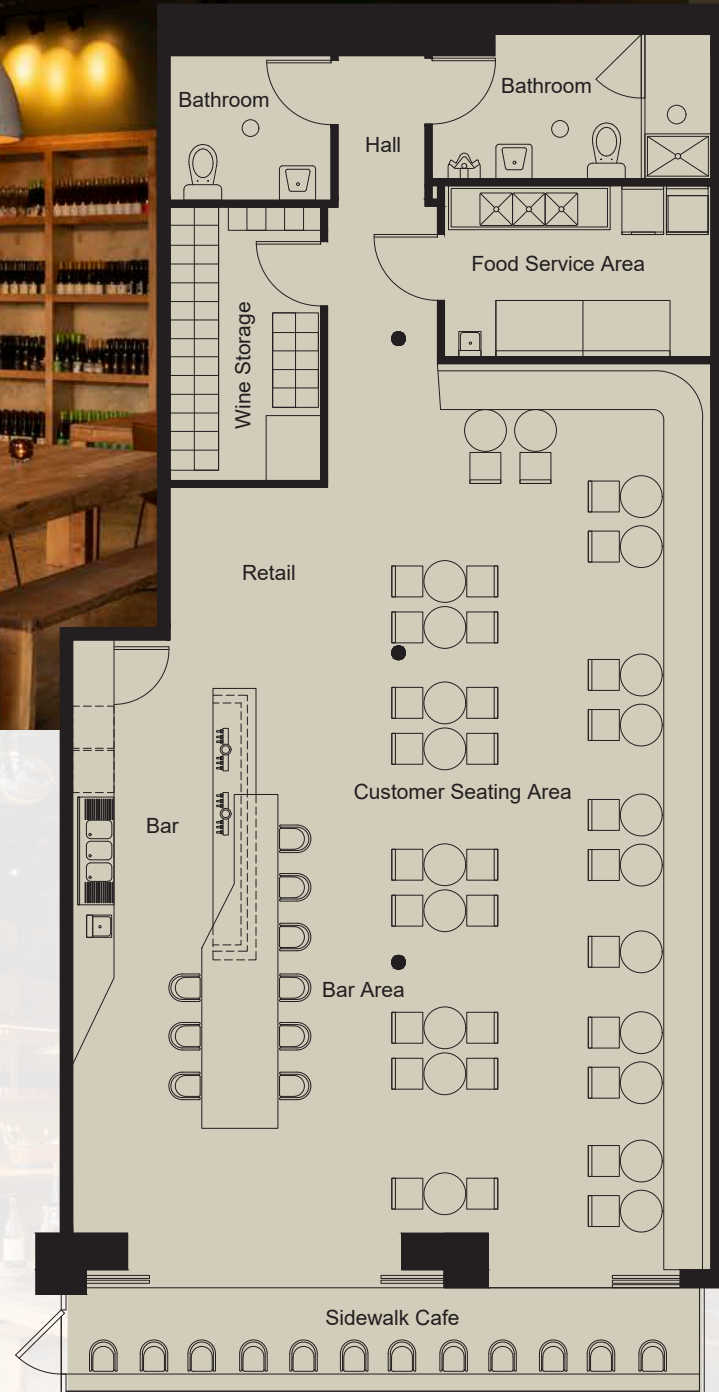 Bathroom
Bathroom
Hall
Food Service Area
Wine Storage
Retail
Customer Seating Area
Bar
Bar Area
Sidewalk Cafe